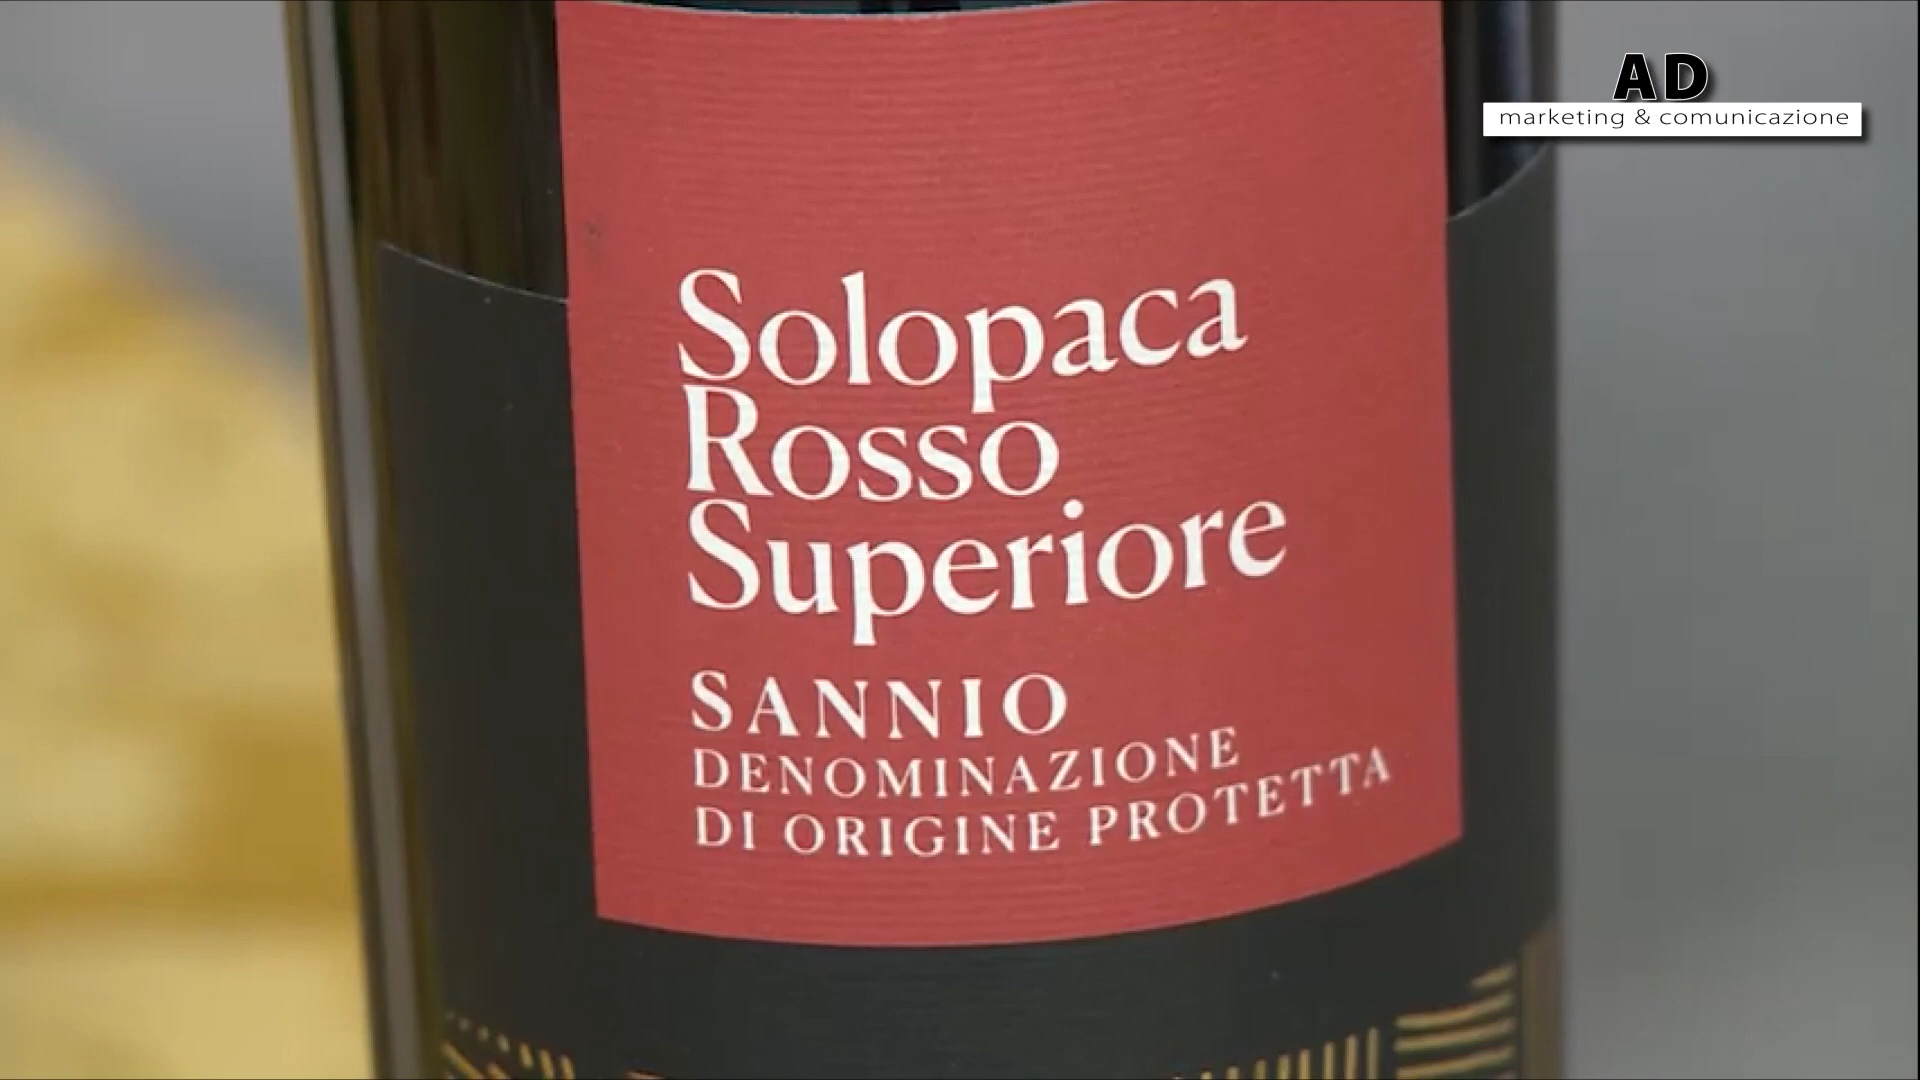 AD
marketing & comunicazione
Solopaca
Rosso
Superiore
SANNIO
DENOMINAZIONE
DI ORIGINE PROTETTA